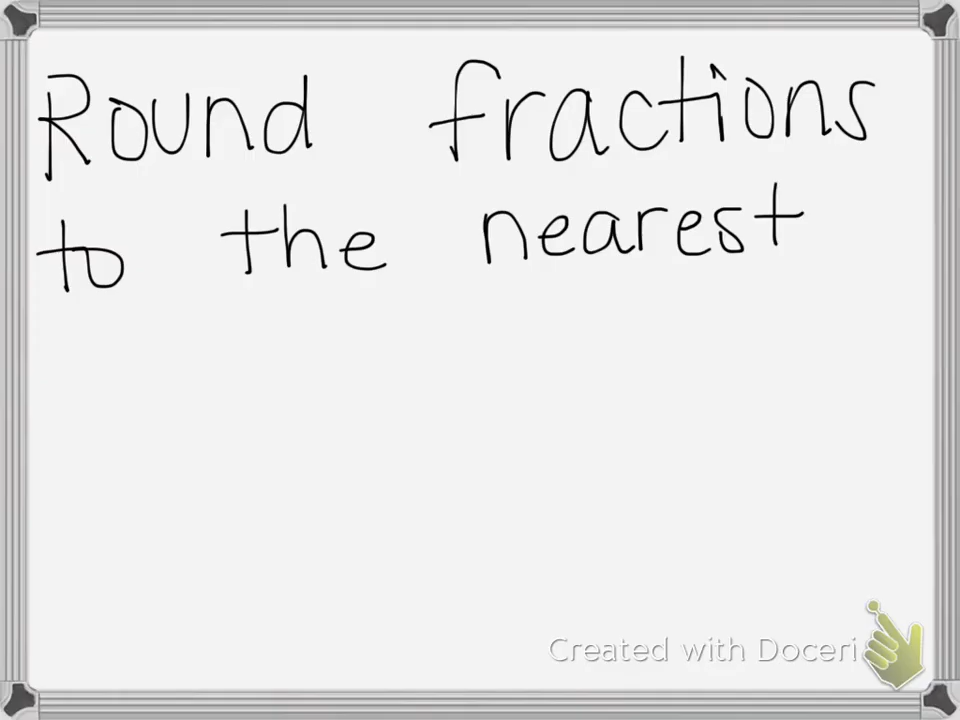 Round fractions
to the nearest
Created with Doceri